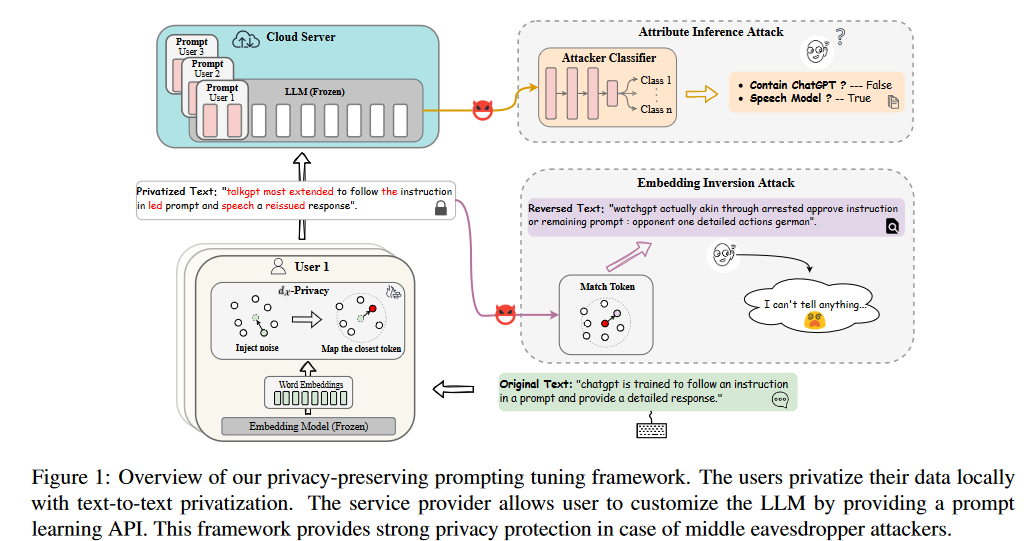 Cloud Server
Prompt
User 3
Prompt
User 2
Prompt
User 1
LLM (Frozen)
Attribute Inference Attack
Attacker Classifier
Class 1
Class n
?
• Contain ChatGPT ? --- False
• Speech Model ? -- True
Privatized Text: "talkgpt most extended to follow the instruction
in led prompt and speech a reissued response".
Embedding Inversion Attack
Reversed Text: "watchgpt actually akin through arrested approve instruction
or remaining prompt : opponent one detailed actions german".
User 1
dχ-Privacy
Inject noise
Map the closest token
Match Token
I can't tell anything...
Word Embeddings
Embedding Model (Frozen)
Original Text: "chatgpt is trained to follow an instruction
in a prompt and provide a detailed response."
Figure 1: Overview of our privacy-preserving prompting tuning framework. The users privatize their data locally
with text-to-text privatization. The service provider allows user to customize the LLM by providing a prompt
learning API. This framework provides strong privacy protection in case of middle eavesdropper attackers.